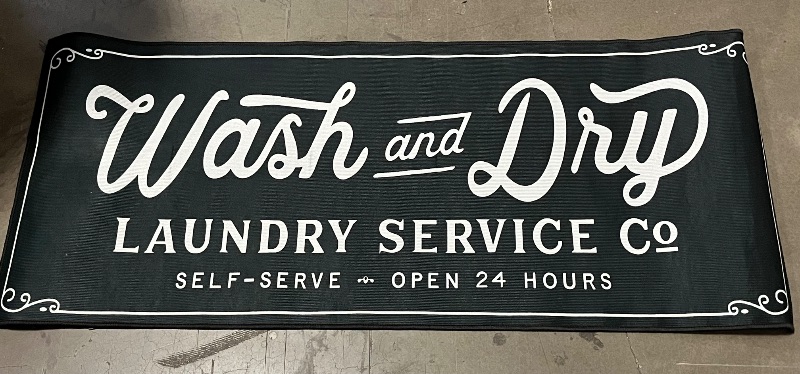 Wash and Dry
LAUNDRY SERVICE Co
SELF-SERVE OPEN 24 HOURS